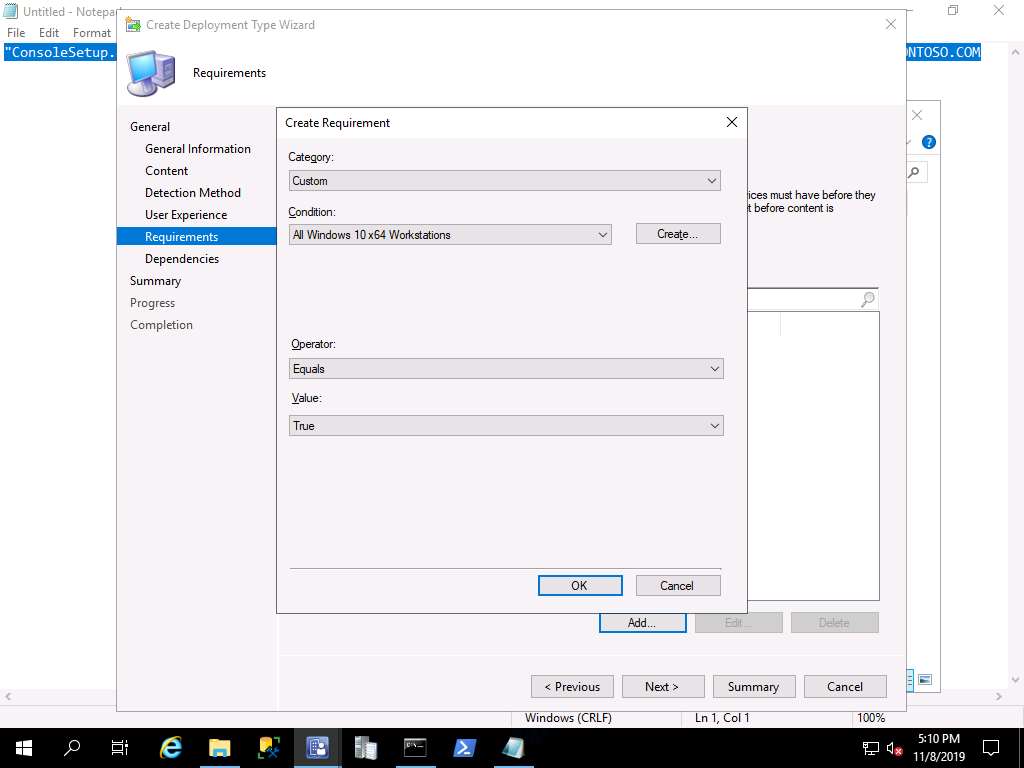 Untitled - Notepa
Create Deployment Type Wizard
File Edit Format
"ConsoleSetup.
NTOSO.COM
Requirements
General
General Information
Content
Detection Method
User Experience
Requirements
Dependencies
Summary
Progress
Completion
Create Requirement
Category:
Custom
Condition:
All Windows 10 x64 Workstations
Create...
Operator:
Equals
Value:
True
OK
Cancel
ices must have before they
t before content is
Add...
Edit...
Delete
< Previous
Next >
Summary
Cancel
Windows (CRLF)
Ln 1, Col 1
100%
5:10 PM
11/8/2019